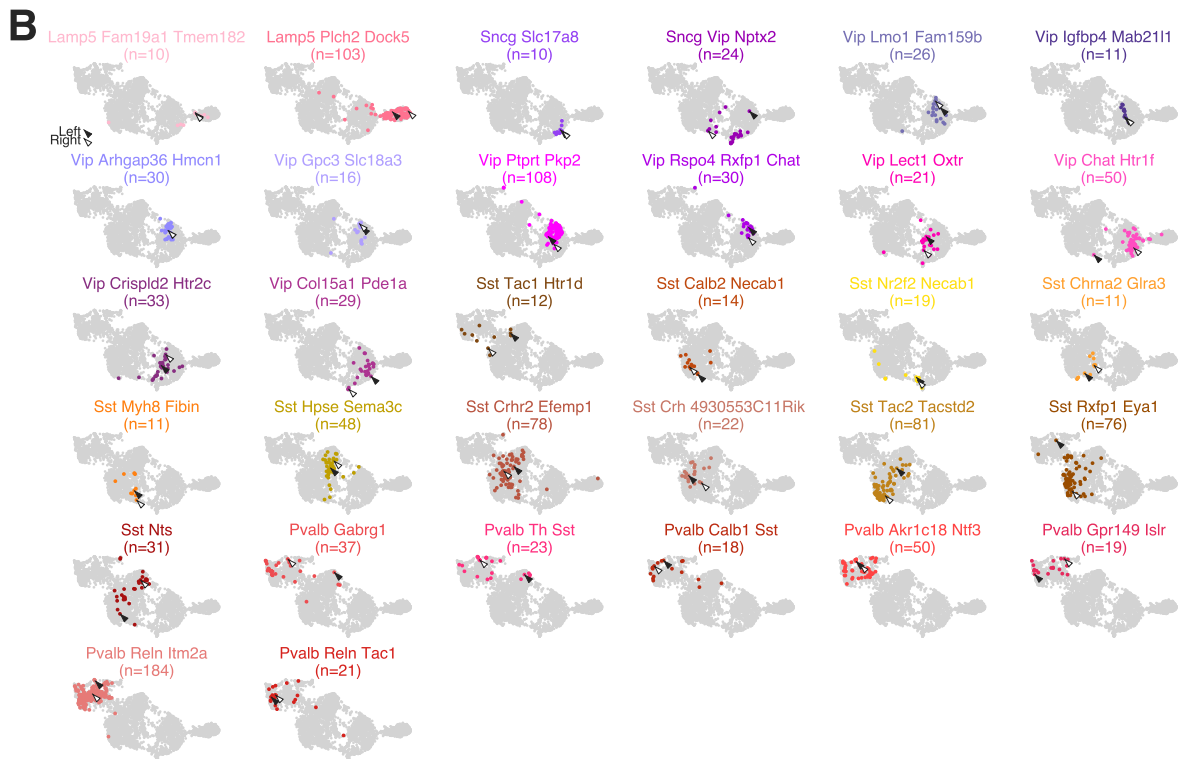 B
Lamp5 Fam19a1 Tmem182
(n=10)
Lamp5 Plch2 Dock5
(n=103)
Sncg Slc17a8
(n=10)
Sncg Vip Nptx2
(n=24)
Vip Lmo1 Fam159b
(n=26)
Vip Igfbp4 Mab21l1
(n=11)
Left
Right
Vip Arhgap36 Hmcn1
(n=30)
Vip Gpc3 Slc18a3
(n=16)
Vip Ptprt Pkp2
(n=108)
Vip Rspo4 Rxfp1 Chat
(n=30)
Vip Lect1 Oxtr
(n=21)
Vip Chat Htr1f
(n=50)
Vip Crispld2 Htr2c
(n=33)
Vip Col15a1 Pde1a
(n=29)
Sst Tac1 Htr1d
(n=12)
Sst Calb2 Necab1
(n=14)
Sst Nr2f2 Necab1
(n=19)
Sst Chrna2 Glra3
(n=11)
Sst Myh8 Fibin
(n=11)
Sst Hpse Sema3c
(n=48)
Sst Crhr2 Efemp1
(n=78)
Sst Crh 4930553C11Rik
(n=22)
Sst Tac2 Tacstd2
(n=81)
Sst Rxfp1 Eya1
(n=76)
Sst Nts
(n=31)
Pvalb Gabrg1
(n=37)
Pvalb Th Sst
(n=23)
Pvalb Calb1 Sst
(n=18)
Pvalb Akr1c18 Ntf3
(n=50)
Pvalb Gpr149 Islr
(n=19)
Pvalb Reln Itm2a
(n=184)
Pvalb Reln Tac1
(n=21)